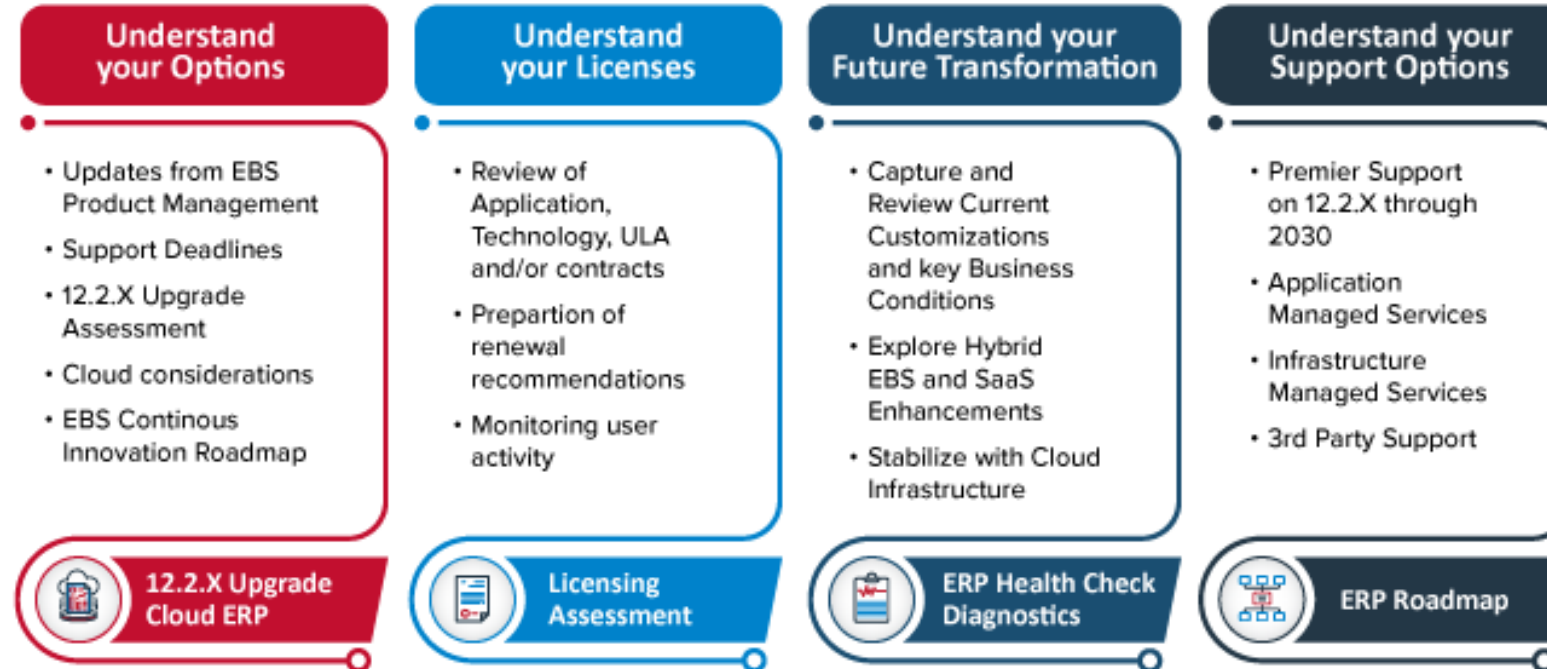 Understand
your Options
• Updates from EBS
Product Management
• Support Deadlines
• 12.2.X Upgrade
Assessment
• Cloud considerations
• EBS Continous
Innovation Roadmap
12.2.X Upgrade
Cloud ERP
Understand
your Licenses
• Review of
Application,
Technology, ULA
and/or contracts
• Prepartion of
renewal
recommendations
• Monitoring user
activity
Licensing
Assessment
Understand your
Future Transformation
• Capture and
Review Current
Customizations
and key Business
Conditions
• Explore Hybrid
EBS and SaaS
Enhancements
• Stabilize with Cloud
Infrastructure
ERP Health Check
Diagnostics
Understand your
Support Options
• Premier Support
on 12.2.X through
2030
• Application
Managed Services
• Infrastructure
Managed Services
• 3rd Party Support
ERP Roadmap